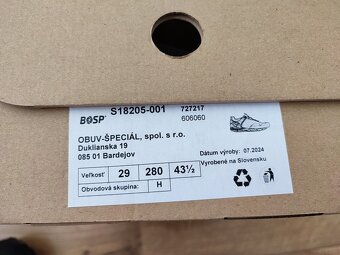 S18205-001
727217
BOSP
606060
OBUV-ŠPECIÁL, spol. s r.o.
Duklianska 19
085 01 Bardejov
Dátum výroby: 07.2024
Vyrobené na Slovensku
Veľkosť 29 280 43½
Obvodová skupina: H